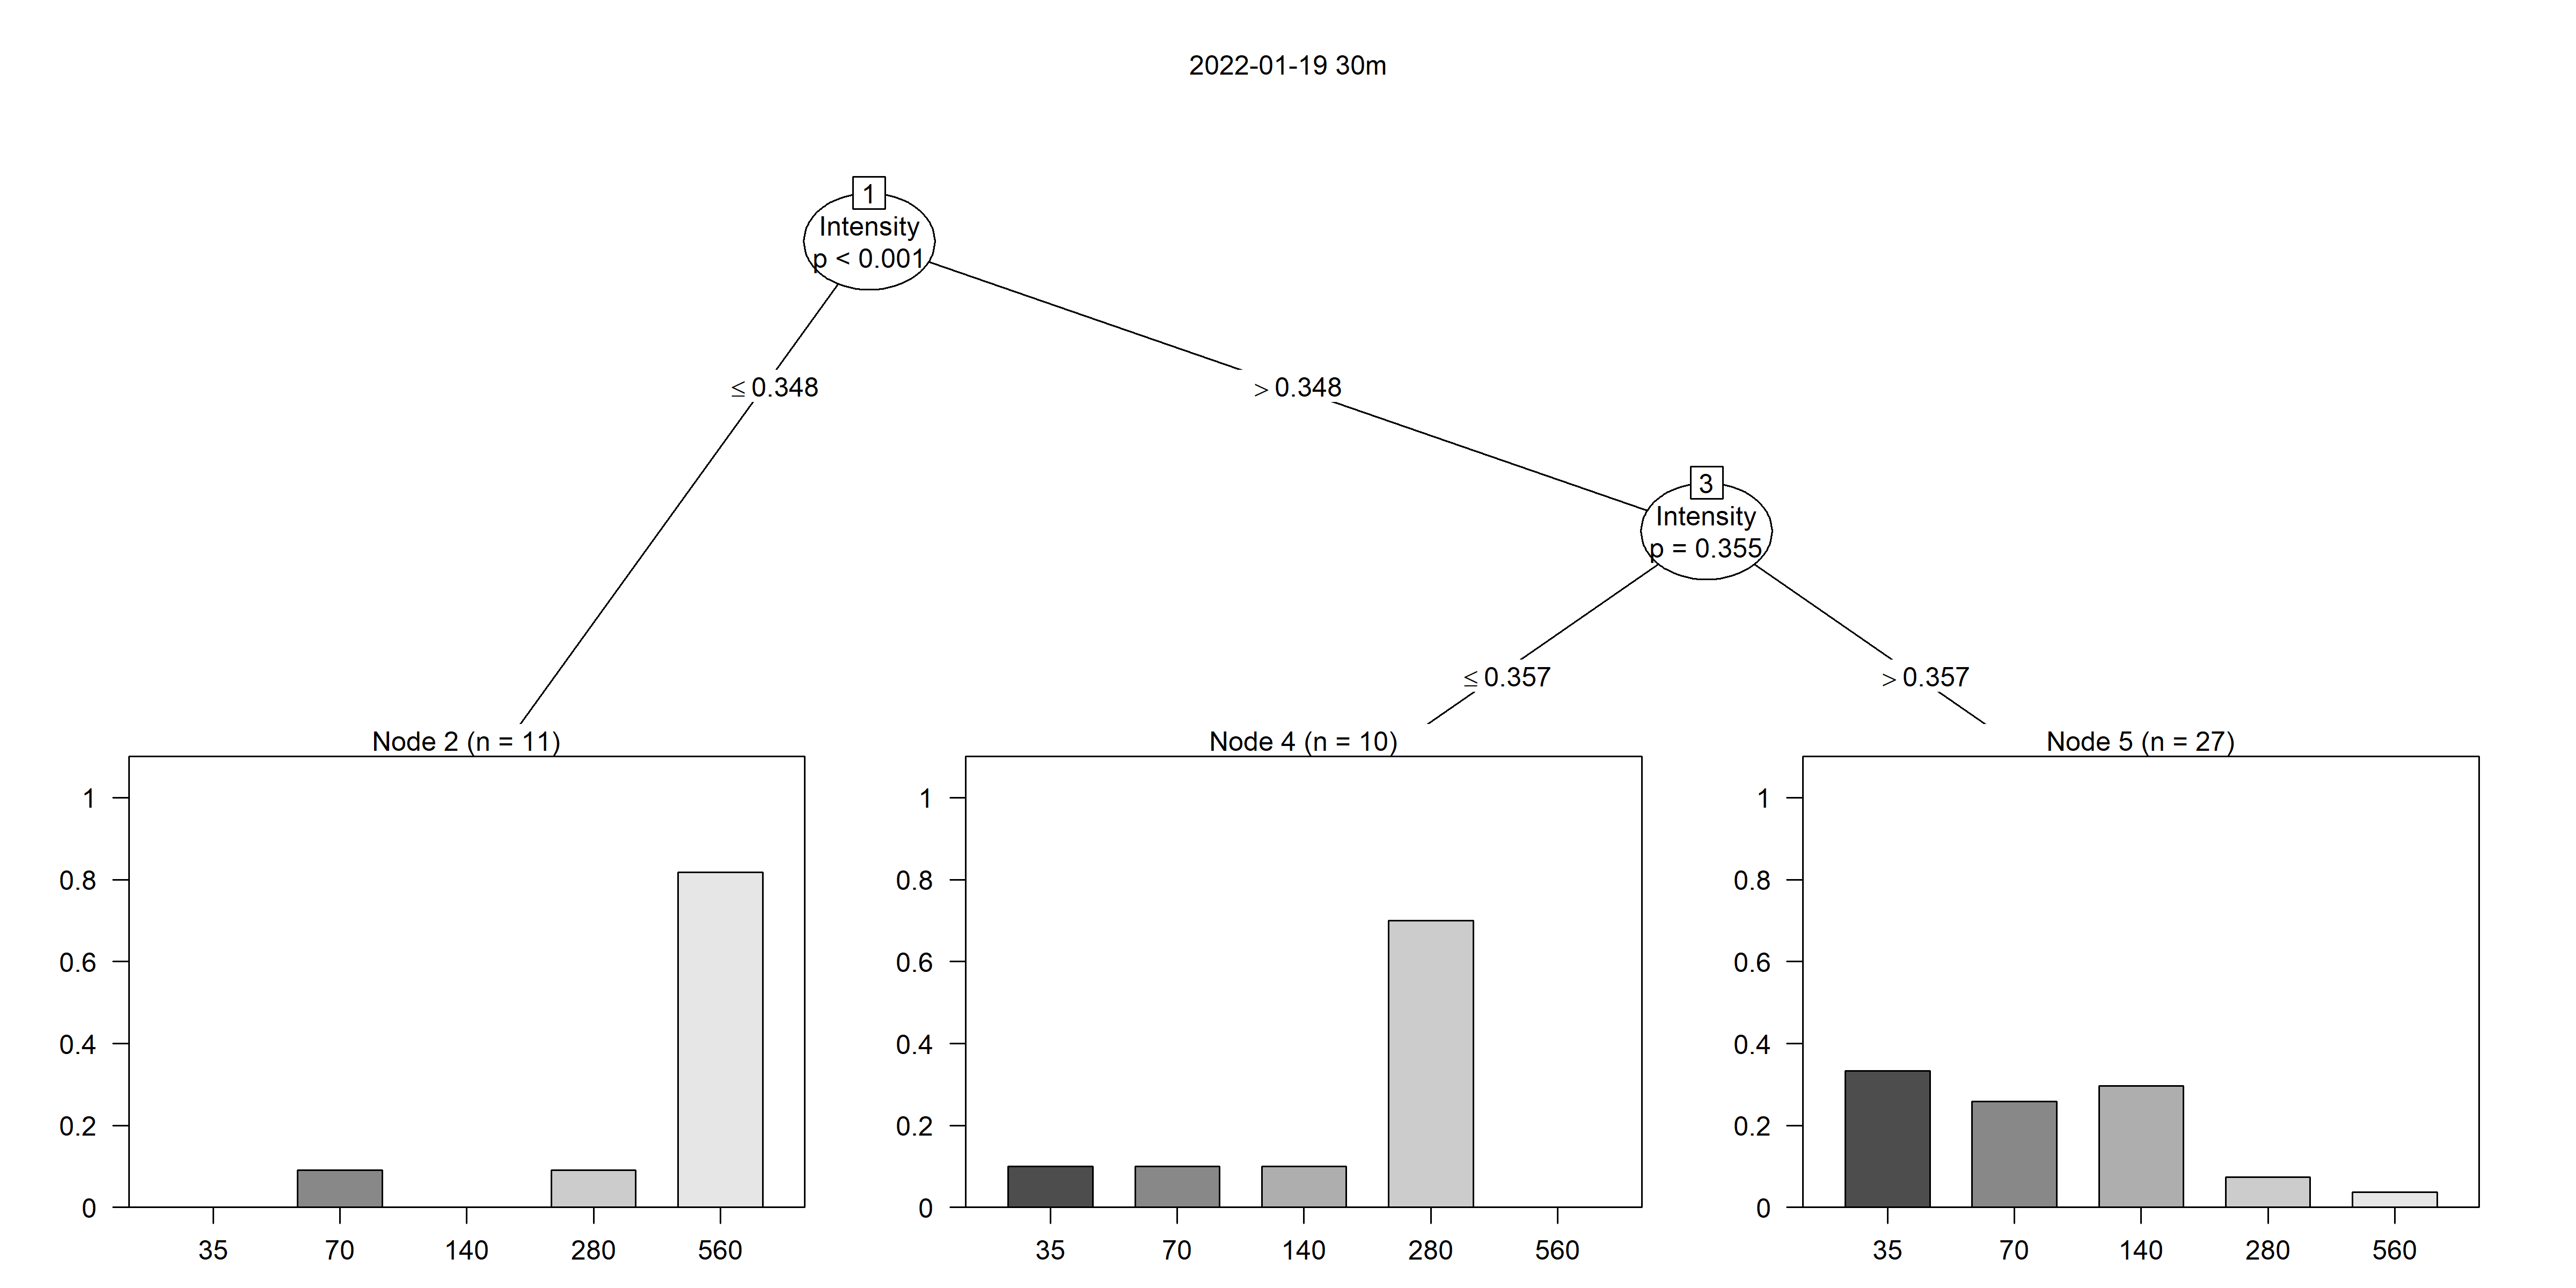 2022-01-19 30m
1
Intensity
p < 0.001
≤ 0.348
> 0.348
3
Intensity
p = 0.355
≤ 0.357
> 0.357
Node 2 (n = 11)
1
0.8
0.6
0.4
0.2
0
35 70 140 280 560
Node 4 (n = 10)
1
0.8
0.6
0.4
0.2
0
35 70 140 280 560
Node 5 (n = 27)
1
0.8
0.6
0.4
0.2
0
35 70 140 280 560